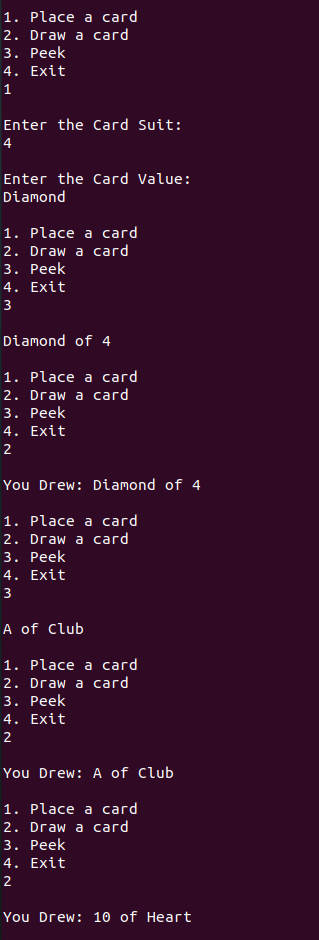 1. Place a card
2. Draw a card
3. Peek
4. Exit
1
Enter the Card Suit:
4
Enter the Card Value:
Diamond
1. Place a card
2. Draw a card
3. Peek
4. Exit
3
Diamond of 4
1. Place a card
2. Draw a card
3. Peek
4. Exit
2
You Drew: Diamond of 4
1. Place a card
2. Draw a card
3. Peek
4. Exit
3
A of Club
1. Place a card
2. Draw a card
3. Peek
4. Exit
2
You Drew: A of Club
1. Place a card
2. Draw a card
3. Peek
4. Exit
2
You Drew: 10 of Heart